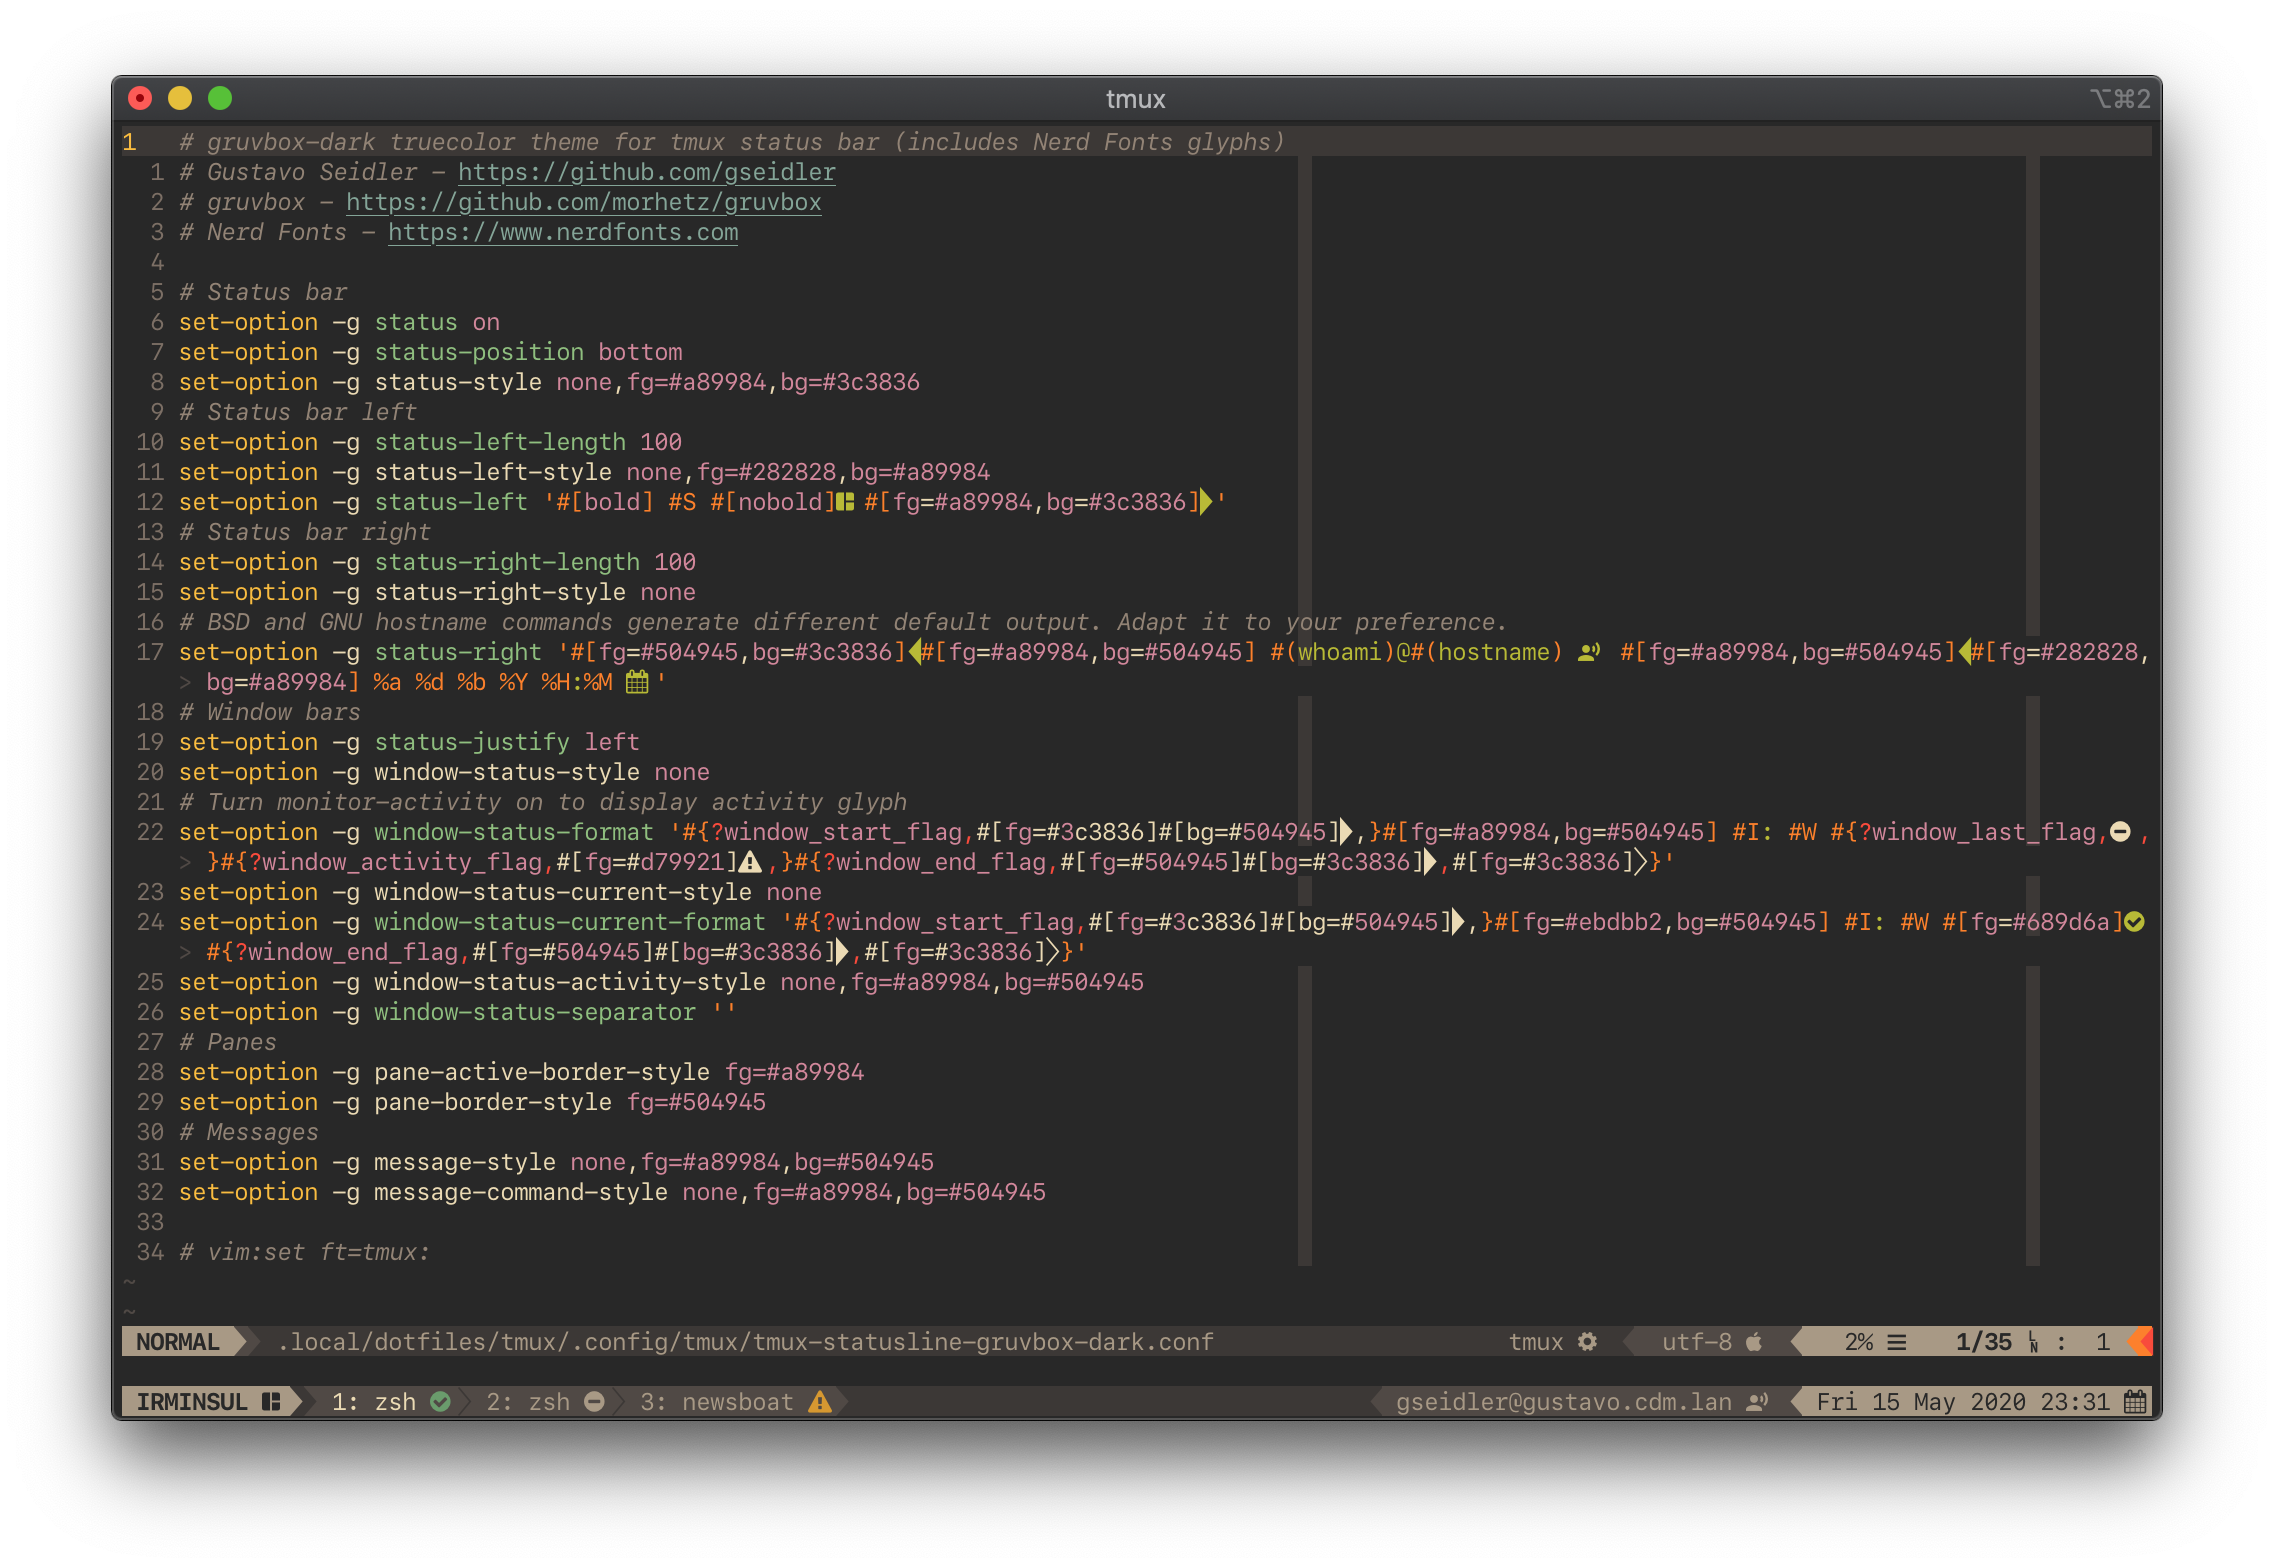 tmux ⌥⌘2
1 # gruvbox-dark truecolor theme for tmux status bar (includes Nerd Fonts glyphs)
1 # Gustavo Seidler – https://github.com/gseidler
2 # gruvbox – https://github.com/morhetz/gruvbox
3 # Nerd Fonts – https://www.nerdfonts.com
4
5 # Status bar
6 set-option -g status on
7 set-option -g status-position bottom
8 set-option -g status-style none,fg=#a89984,bg=#3c3836
9 # Status bar left
10 set-option -g status-left-length 100
11 set-option -g status-left-style none,fg=#282828,bg=#a89984
12 set-option -g status-left '#[bold] #S #[nobold] #[fg=#a89984,bg=#3c3836]'
13 # Status bar right
14 set-option -g status-right-length 100
15 set-option -g status-right-style none
16 # BSD and GNU hostname commands generate different default output. Adapt it to your preference.
17 set-option -g status-right '#[fg=#504945,bg=#3c3836]#[fg=#a89984,bg=#504945] #(whoami)@#(hostname)  #[fg=#a89984,bg=#504945]#[fg=#282828,
> bg=#a89984] %a %d %b %Y %H:%M '
18 # Window bars
19 set-option -g status-justify left
20 set-option -g window-status-style none
21 # Turn monitor-activity on to display activity glyph
22 set-option -g window-status-format '#{?window_start_flag,#[fg=#3c3836]#[bg=#504945],}#[fg=#a89984,bg=#504945] #I: #W #{?window_last_flag, ,
> }#{?window_activity_flag,#[fg=#d79921] ,}#{?window_end_flag,#[fg=#504945]#[bg=#3c3836],#[fg=#3c3836]}'
23 set-option -g window-status-current-style none
24 set-option -g window-status-current-format '#{?window_start_flag,#[fg=#3c3836]#[bg=#504945],}#[fg=#ebdbb2,bg=#504945] #I: #W #[fg=#689d6a]
> #{?window_end_flag,#[fg=#504945]#[bg=#3c3836],#[fg=#3c3836]}'
25 set-option -g window-status-activity-style none,fg=#a89984,bg=#504945
26 set-option -g window-status-separator ''
27 # Panes
28 set-option -g pane-active-border-style fg=#a89984
29 set-option -g pane-border-style fg=#504945
30 # Messages
31 set-option -g message-style none,fg=#a89984,bg=#504945
32 set-option -g message-command-style none,fg=#a89984,bg=#504945
33
34 # vim:set ft=tmux:
~
~
NORMAL .local/dotfiles/tmux/.config/tmux/tmux-statusline-gruvbox-dark.conf tmux utf-8 2% ☰ 1/35 LN : 1
IRMINSUL 1: zsh 2: zsh 3: newsboat gseidler@gustavo.cdm.lan Fri 15 May 2020 23:31